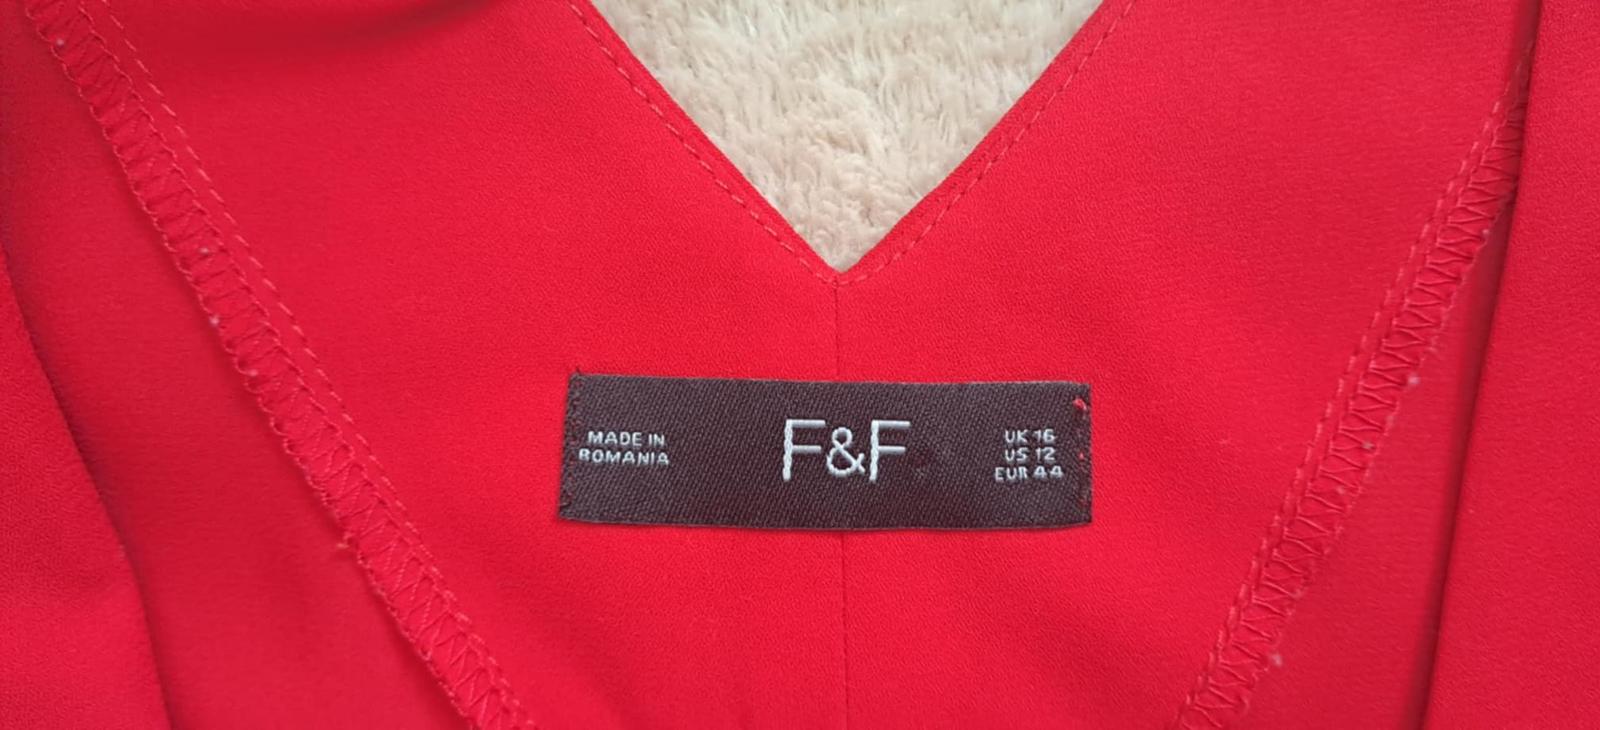 MADE IN
ROMANIA
F&F
UK 16
US 12
EUR 44